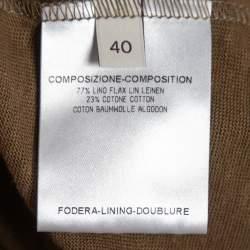 40
COMPOSIZIONE-COMPOSITION
77% LINO FLAX LIN LEINEN
23% COTONE COTTON
COTON BAUMWOLLE ALGODON
FODERA-LINING-DOUBLURE